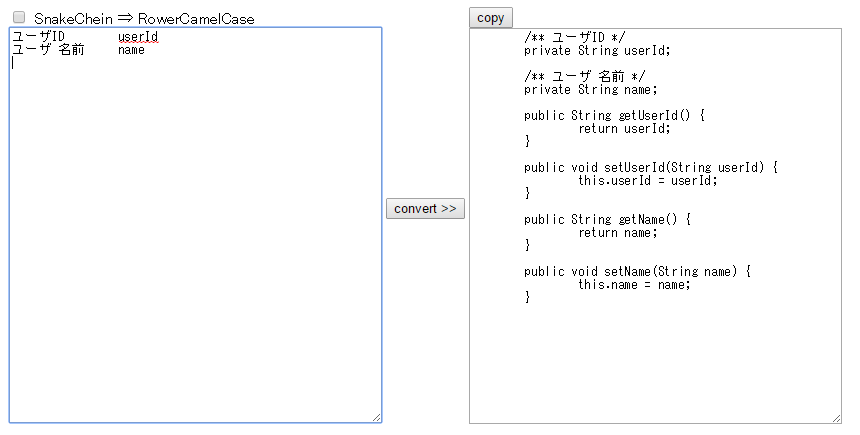 SnakeChein ⇒ RowerCamelCase
ユーザID userId
ユーザ 名前 name
convert >>
copy
/** ユーザID */
private String userId;
/** ユーザ 名前 */
private String name;
public String getUserId() {
return userId;
}
public void setUserId(String userId) {
this.userId = userId;
}
public String getName() {
return name;
}
public void setName(String name) {
this.name = name;
}